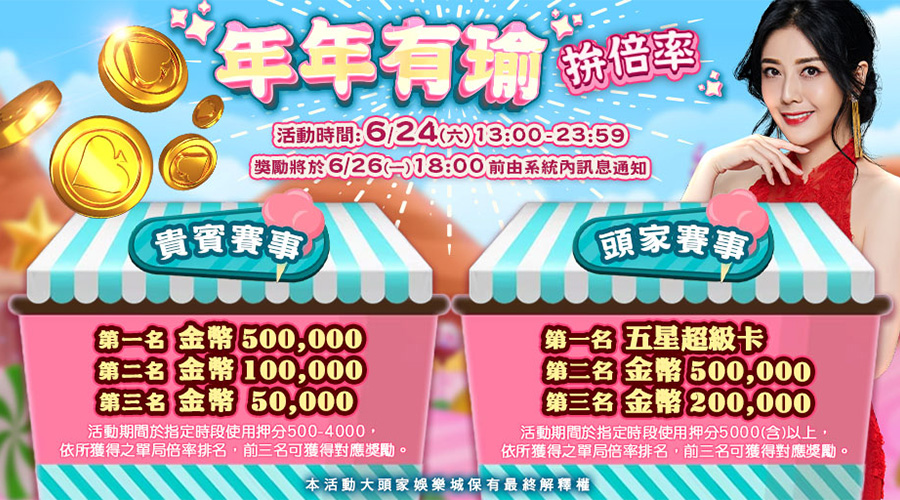 年年有瑜
拚倍率
活動時間:6/24(六)13:00-23:59
獎勵將於6/26(一)18:00前由系統內訊息通知
貴賓賽事
第一名 金幣 500,000
第二名 金幣 100,000
第三名 金幣 50,000
活動期間於指定時段使用押分500-4000，
依所獲得之單局倍率排名，前三名可獲得對應獎勵。
頭家賽事
第一名 五星超級卡
第二名 金幣 500,000
第三名 金幣 200,000
活動期間於指定時段使用押分5000(含)以上，
依所獲得之單局倍率排名，前三名可獲得對應獎勵。
本活動大頭家娛樂城保有最終解釋權